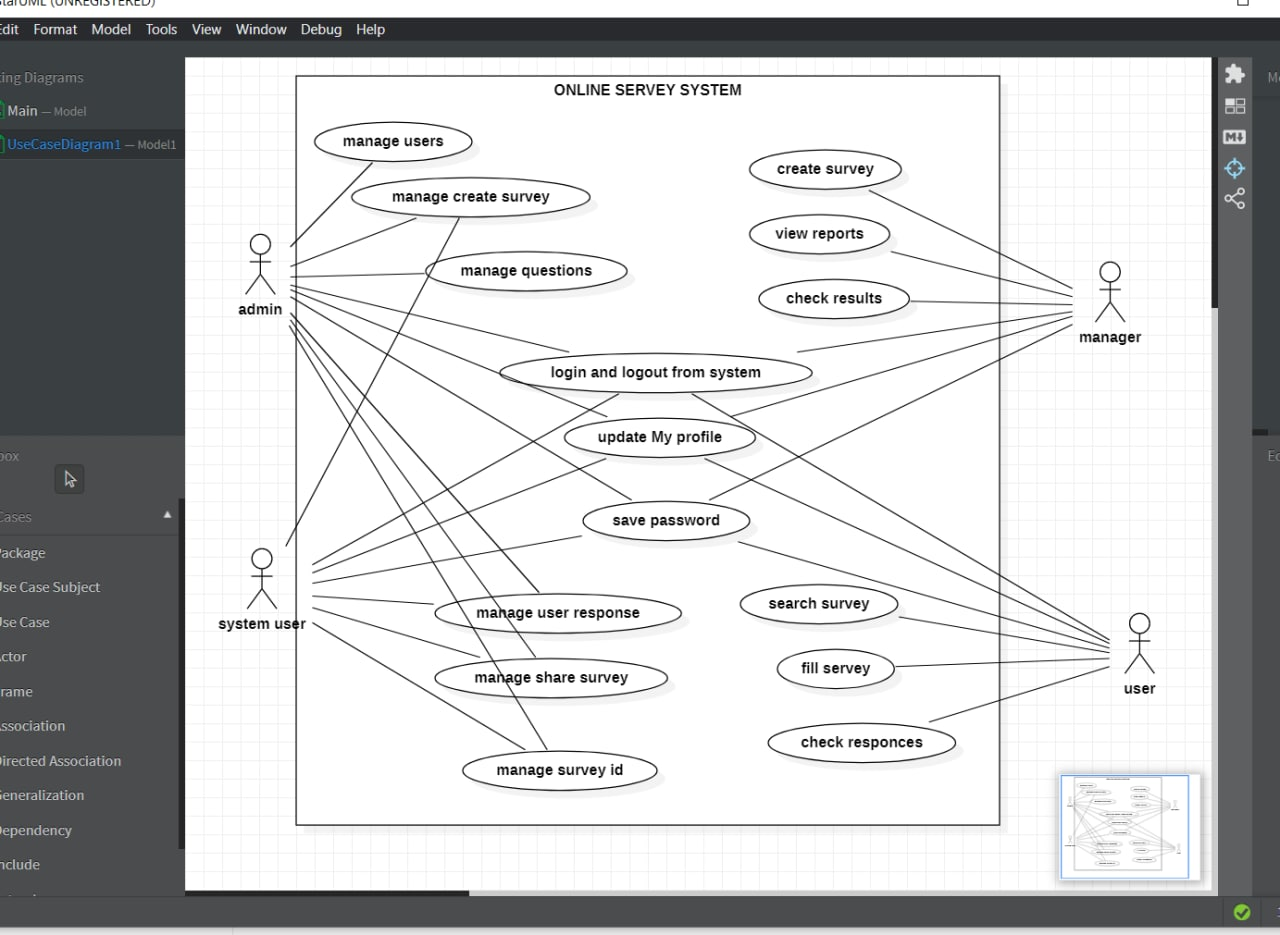 StarUML (UNREGISTERED)
Edit Format Model Tools View Window Debug Help
Main — Model
UseCaseDiagram1 — Model1
Package
Use Case Subject
Use Case
Actor
Frame
Association
Directed Association
Generalization
Dependency
Include
ONLINE SERVEY SYSTEM
manage users
manage create survey
manage questions
create survey
view reports
check results
admin
manager
login and logout from system
update My profile
save password
system user
manage user response
manage share survey
manage survey id
search survey
fill servey
check responces
user